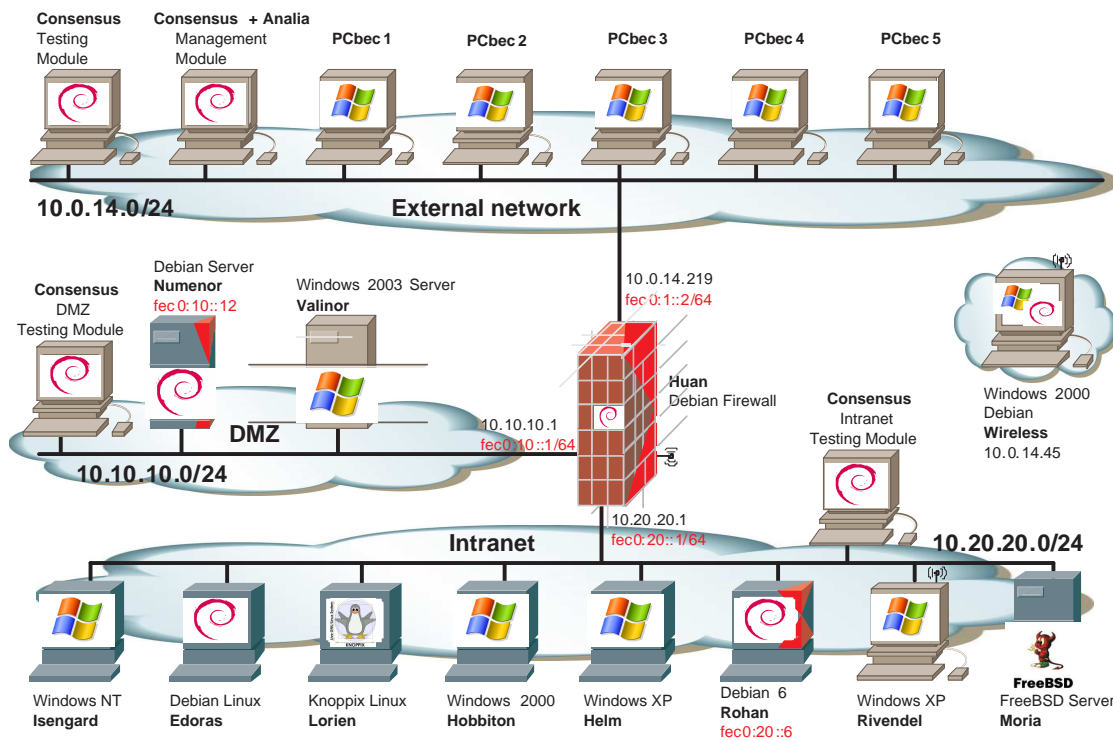 Consensus
Testing
Module
Consensus + Analia
Management
Module
PCbec 1
PCbec 2
PCbec 3
PCbec 4
PCbec 5
10.0.14.0/24
External network
Consensus
DMZ
Testing Module
Debian Server
Numenor
fec0:10::12
Windows 2003 Server
Valinor
10.0.14.219
fec0:1::2/64
Huan
Debian Firewall
Windows 2000
Debian
Wireless
10.0.14.45
Consensus
Intranet
Testing Module
10.10.10.1
fec0:10::1/64
DMZ
10.10.10.0/24
10.20.20.1
fec0:20::1/64
Intranet
10.20.20.0/24
KNOPPIX
Windows NT
Isengard
Debian Linux
Edoras
Knoppix Linux
Lorien
Windows 2000
Hobbiton
Windows XP
Helm
Debian 6
Rohan
fec0:20::6
Windows XP
Rivendel
FreeBSD
FreeBSD Server
Moria